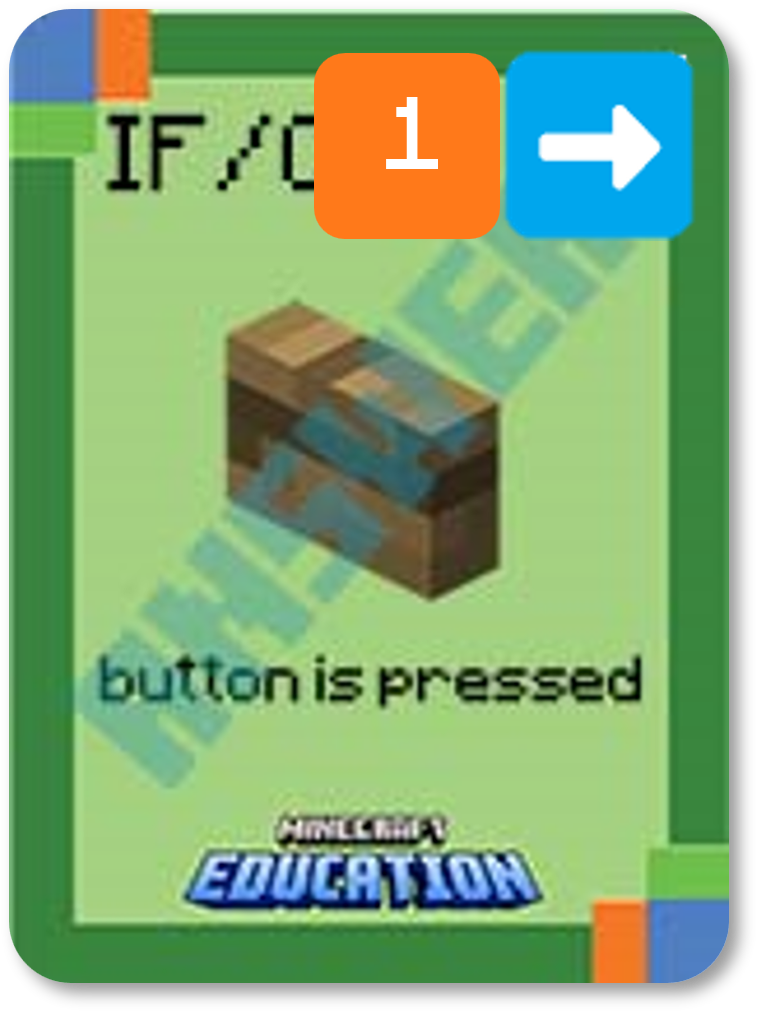 IF/
1
button is pressed
MINECRAFT
EDUCATION